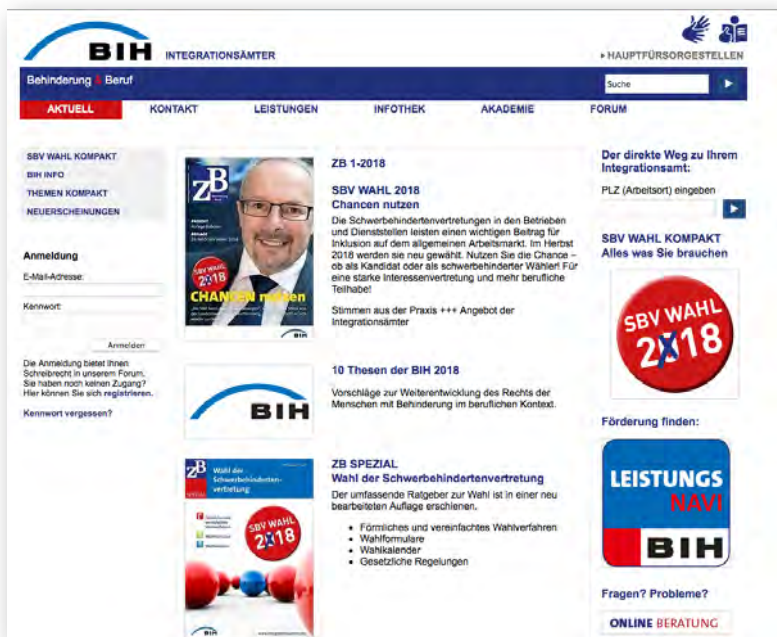 BIH INTEGRATIONSÄMTER
HAUPTFÜRSORGESTELLEN
Behinderung & Beruf
Suche
AKTUELL
KONTAKT
LEISTUNGEN
INFOTHEK
AKADEMIE
FORUM
SBV WAHL KOMPAKT
BIH INFO
THEMEN KOMPAKT
NEUERSCHEINUNGEN
Anmeldung
E-Mail-Adresse:
Kennwort:
Anmelden
Die Anmeldung bietet Ihnen
Schreibrecht in unserem Forum.
Sie haben noch keinen Zugang?
Hier können Sie sich registrieren.
Kennwort vergessen?
ZB
SBV WAHL
2018
CHANCEN nutzen
BIH
ZB 1-2018
SBV WAHL 2018
Chancen nutzen
Die Schwerbehindertenvertretungen in den Betrieben
und Dienststellen leisten einen wichtigen Beitrag für
Inklusion auf dem allgemeinen Arbeitsmarkt. Im Herbst
2018 werden sie neu gewählt. Nutzen Sie die Chance –
ob als Kandidat oder als schwerbehinderter Wähler! Für
eine starke Interessenvertretung und mehr berufliche
Teilhabe!
Stimmen aus der Praxis +++ Angebot der
Integrationsämter
BIH
10 Thesen der BIH 2018
Vorschläge zur Weiterentwicklung des Rechts der
Menschen mit Behinderung im beruflichen Kontext.
ZB
Wahl der
Schwerbehinderten-
vertretung
SBV WAHL
2018
BIH
ZB SPEZIAL
Wahl der Schwerbehindertenvertretung
Der umfassende Ratgeber zur Wahl ist in einer neu
bearbeiteten Auflage erschienen.
• Förmliches und vereinfachtes Wahlverfahren
• Wahlformulare
• Wahlkalender
• Gesetzliche Regelungen
Der direkte Weg zu Ihrem
Integrationsamt:
PLZ (Arbeitsort) eingeben
SBV WAHL KOMPAKT
Alles was Sie brauchen
SBV WAHL
2018
Förderung finden:
LEISTUNGS
NAVI
BIH
Fragen? Probleme?
ONLINE BERATUNG